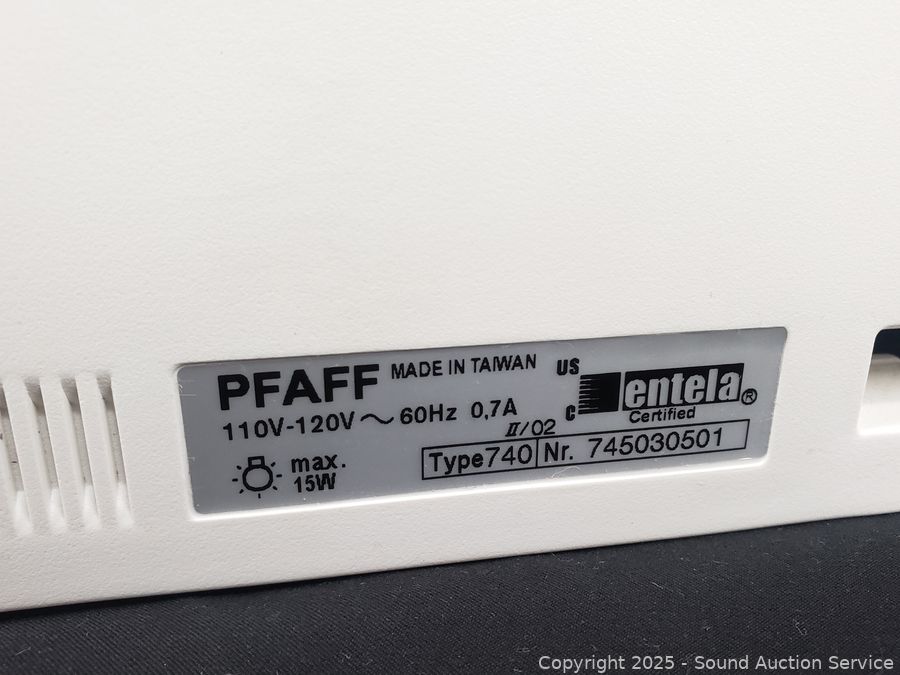 PFAFF MADE IN TAIWAN
US
C
entela®
Certified
110V-120V ~ 60Hz 0,7A
II/02
max.
15W
Type740 Nr. 745030501
Copyright 2025 - Sound Auction Service